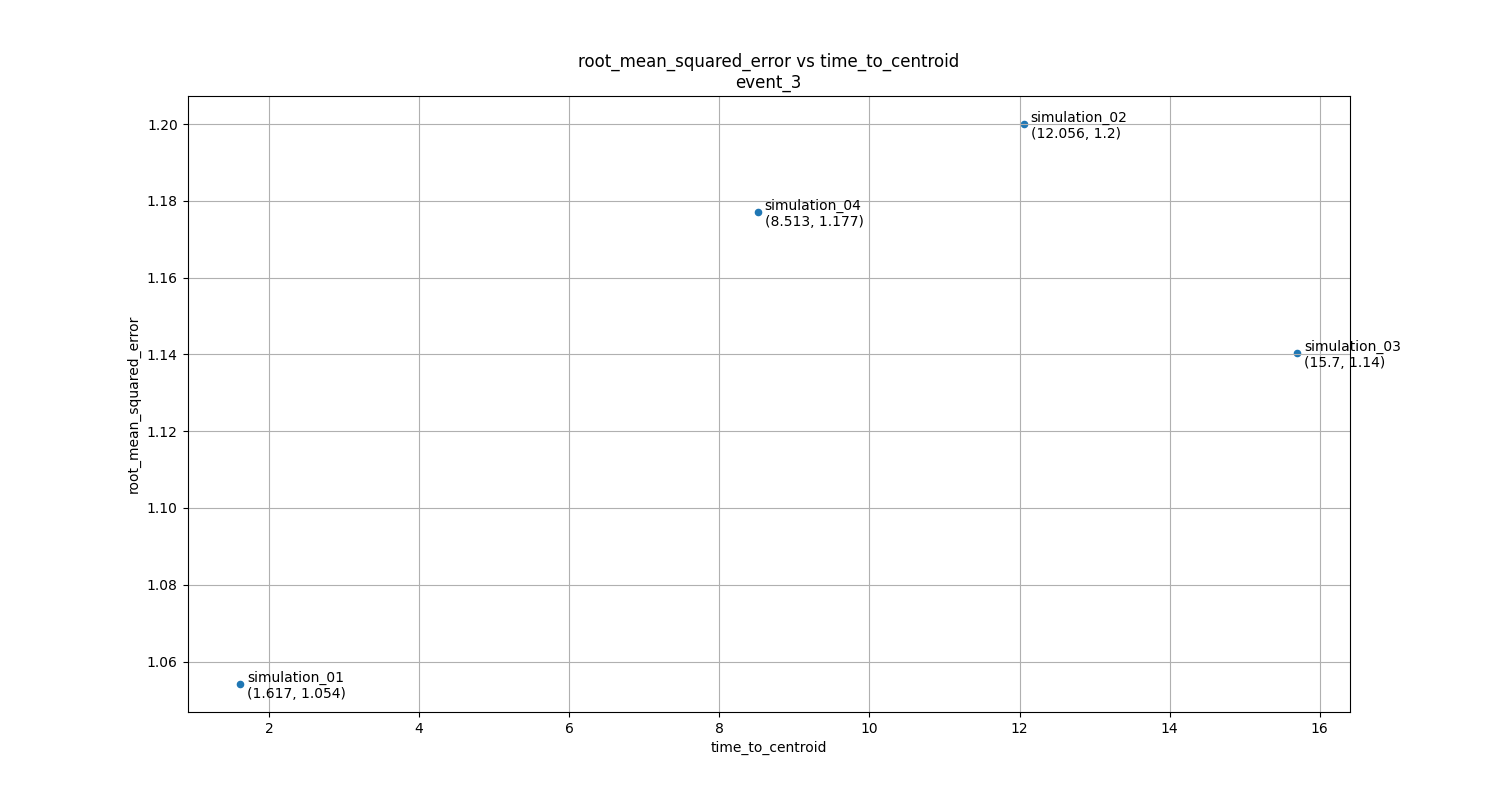 root_mean_squared_error vs time_to_centroid
event_3
root_mean_squared_error
1.20
1.18
1.16
1.14
1.12
1.10
1.08
1.06
simulation_02
(12.056, 1.2)
simulation_04
(8.513, 1.177)
simulation_03
(15.7, 1.14)
simulation_01
(1.617, 1.054)
2 4 6 8 10 12 14 16
time_to_centroid